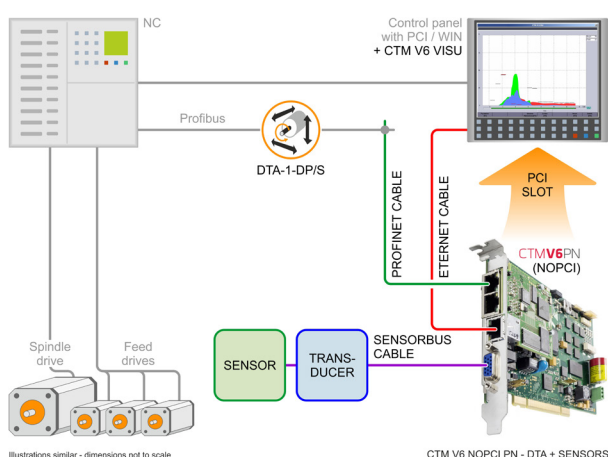 NC
Control panel
with PCI / WIN
+ CTM V6 VISU
Profibus
DTA-1-DP/S
PROFINET CABLE
ETERNET CABLE
PCI
SLOT
CTMV6PN
(NOPCI)
SENSORBUS
CABLE
SENSOR
TRANS-
DUCER
Spindle
drive
Feed
drives
Illustrations similar - dimensions not to scale
CTM V6 NOPCI PN - DTA + SENSORS